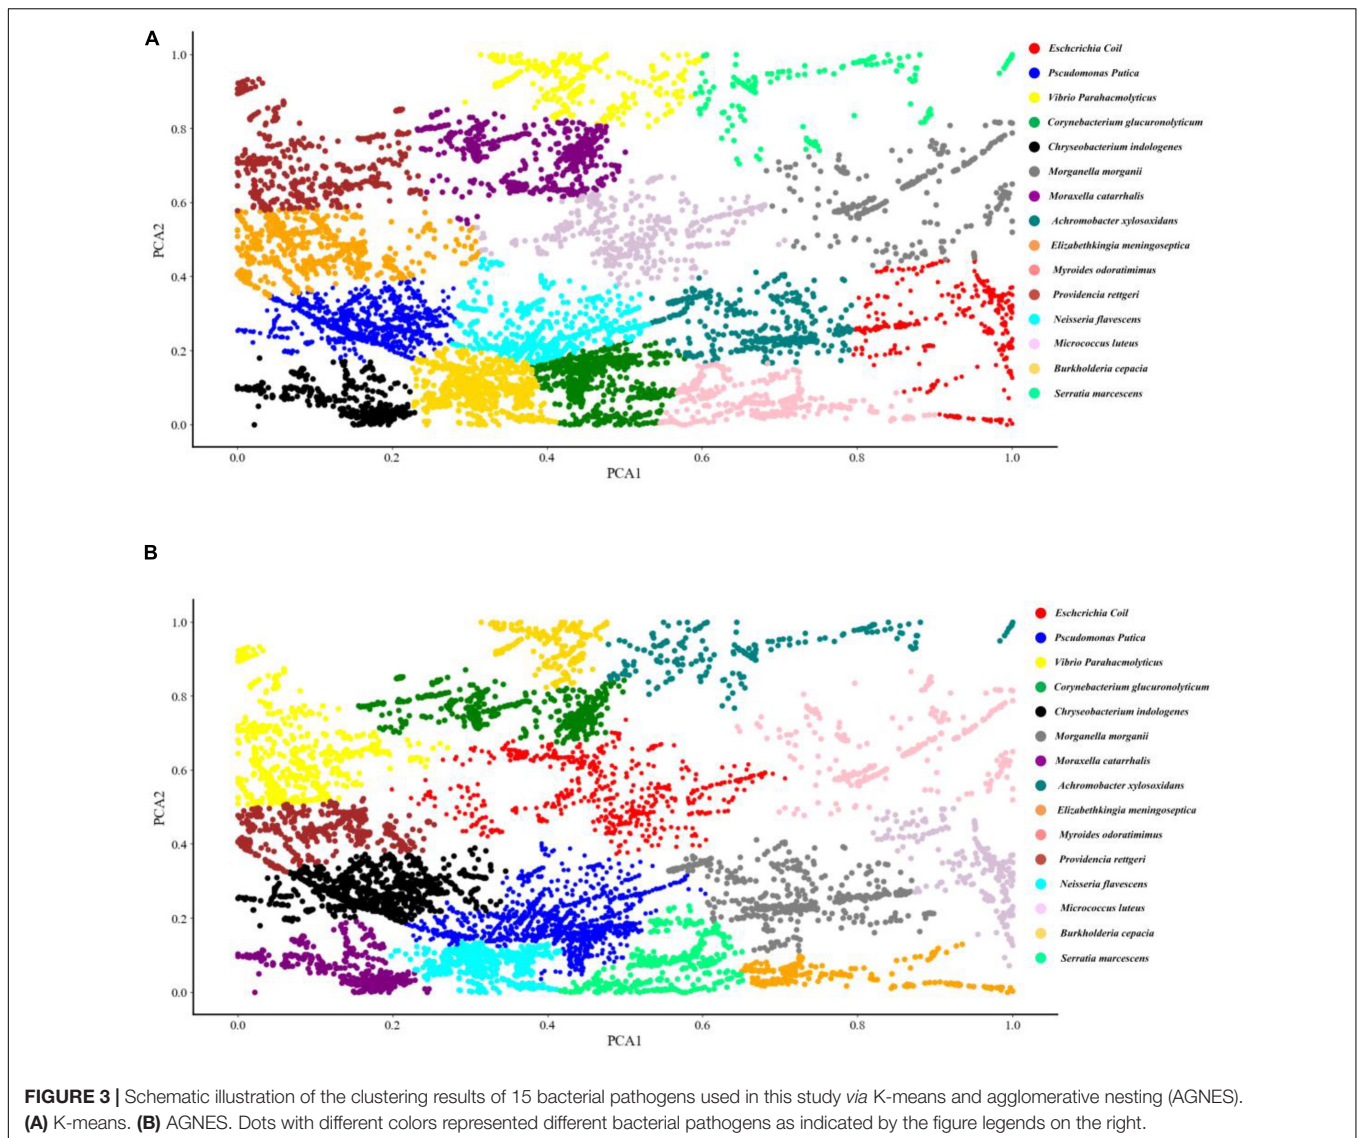 A
1.0
0.8
0.6
0.4
0.2
0.0
PCA2
0.0 0.2 0.4 0.6 0.8 1.0
PCA1
Eschcrichia Coil
Pscudomonas Putica
Vibrio Parahacmolyticus
Corynebacterium glucuronolyticum
Chryseobacterium indologenes
Morganella morganii
Moraxella catarrhalis
Achromobacter xylosoxidans
Elizabethkingia meningoseptica
Myroides odoratimimus
Providencia rettgeri
Neisseria flavescens
Micrococcus luteus
Burkholderia cepacia
Serratia marcescens
B
1.0
0.8
0.6
0.4
0.2
0.0
PCA2
0.0 0.2 0.4 0.6 0.8 1.0
PCA1
Eschcrichia Coil
Pscudomonas Putica
Vibrio Parahacmolyticus
Corynebacterium glucuronolyticum
Chryseobacterium indologenes
Morganella morganii
Moraxella catarrhalis
Achromobacter xylosoxidans
Elizabethkingia meningoseptica
Myroides odoratimimus
Providencia rettgeri
Neisseria flavescens
Micrococcus luteus
Burkholderia cepacia
Serratia marcescens
FIGURE 3 | Schematic illustration of the clustering results of 15 bacterial pathogens used in this study via K-means and agglomerative nesting (AGNES).
(A) K-means. (B) AGNES. Dots with different colors represented different bacterial pathogens as indicated by the figure legends on the right.